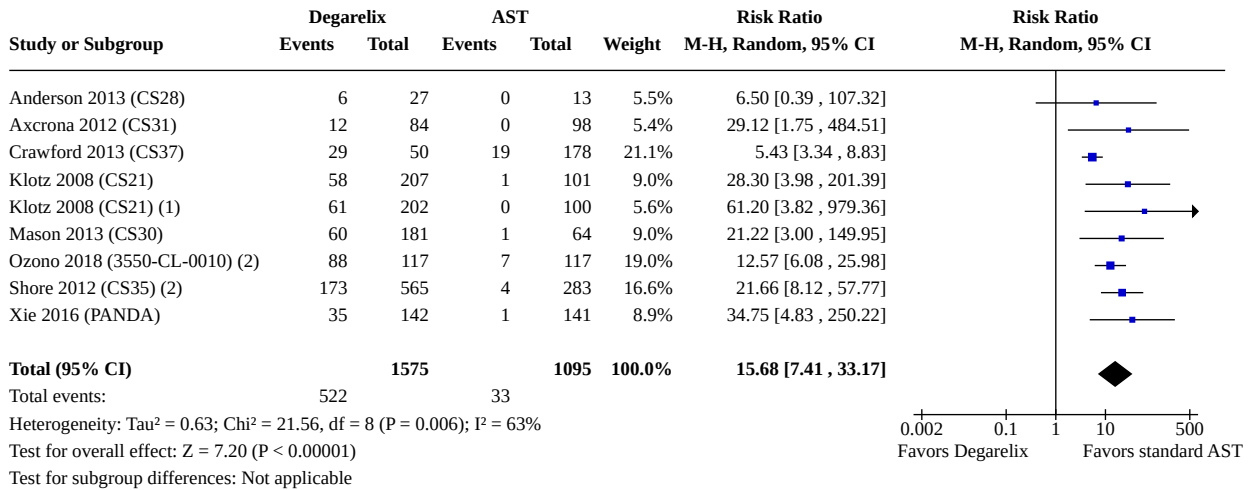 Degarelix AST Risk Ratio Risk Ratio
Study or Subgroup Events Total Events Total Weight M-H, Random, 95% CI M-H, Random, 95% CI
Anderson 2013 (CS28) 6 27 0 13 5.5% 6.50 [0.39 , 107.32]
Axcrona 2012 (CS31) 12 84 0 98 5.4% 29.12 [1.75 , 484.51]
Crawford 2013 (CS37) 29 50 19 178 21.1% 5.43 [3.34 , 8.83]
Klotz 2008 (CS21) 58 207 1 101 9.0% 28.30 [3.98 , 201.39]
Klotz 2008 (CS21) (1) 61 202 0 100 5.6% 61.20 [3.82 , 979.36]
Mason 2013 (CS30) 60 181 1 64 9.0% 21.22 [3.00 , 149.95]
Ozono 2018 (3550-CL-0010) (2) 88 117 7 117 19.0% 12.57 [6.08 , 25.98]
Shore 2012 (CS35) (2) 173 565 4 283 16.6% 21.66 [8.12 , 57.77]
Xie 2016 (PANDA) 35 142 1 141 8.9% 34.75 [4.83 , 250.22]
Total (95% CI) 1575 1095 100.0% 15.68 [7.41 , 33.17]
Total events: 522 33
Heterogeneity: Tau² = 0.63; Chi² = 21.56, df = 8 (P = 0.006); I² = 63%
0.002 0.1 1 10 500
Test for overall effect: Z = 7.20 (P < 0.00001)
Favors Degarelix Favors standard AST
Test for subgroup differences: Not applicable